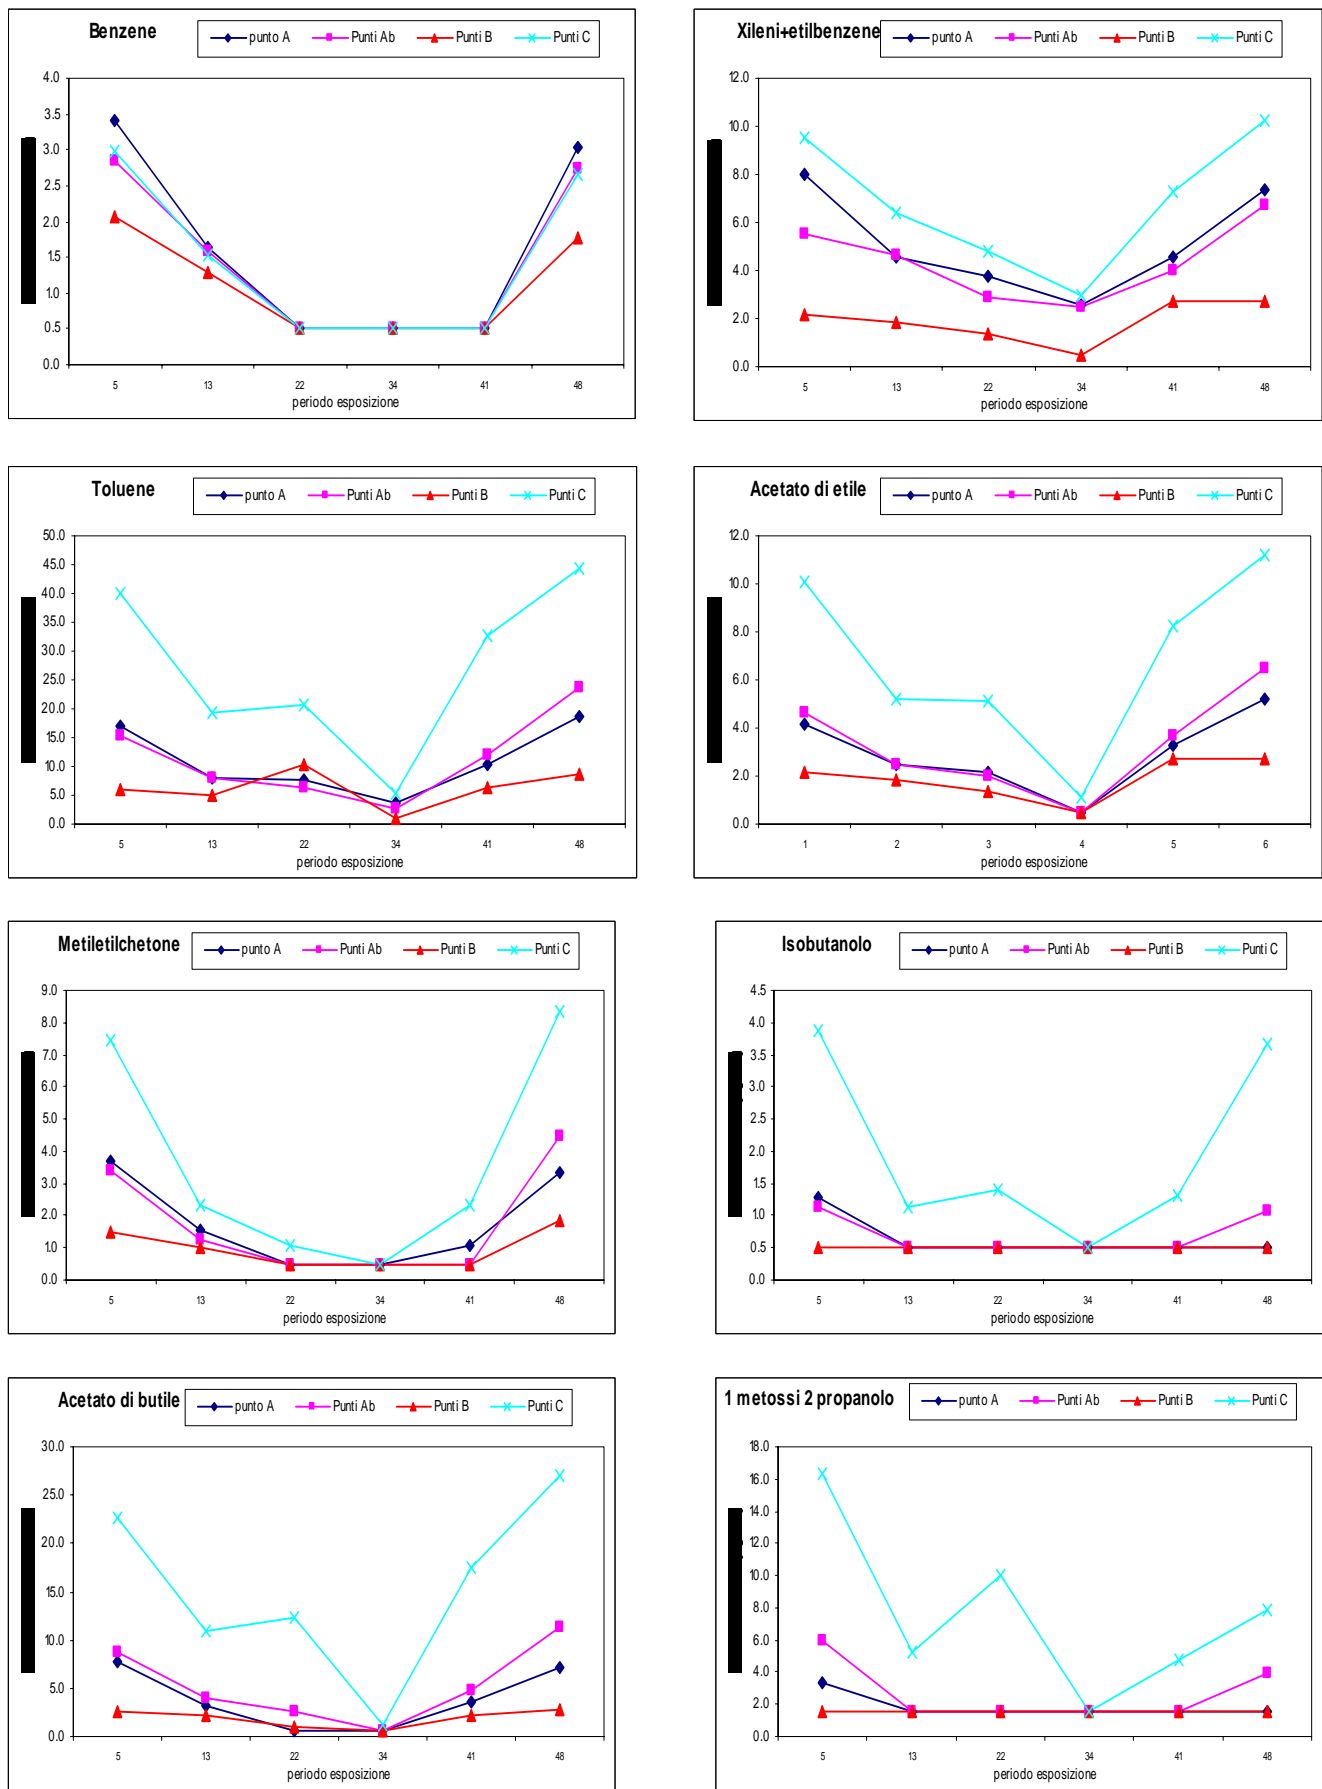 Benzene
punto A Punti Ab Punti B Punti C
4.0
3.5
3.0
2.5
2.0
1.5
1.0
0.5
0.0
5 13 22 34 41 48
periodo esposizione
Xileni+etilbenzene
punto A Punti Ab Punti B Punti C
12.0
10.0
8.0
6.0
4.0
2.0
0.0
5 13 22 34 41 48
periodo esposizione
Toluene
punto A Punti Ab Punti B Punti C
50.0
45.0
40.0
35.0
30.0
25.0
20.0
15.0
10.0
5.0
0.0
5 13 22 34 41 48
periodo esposizione
Acetato di etile
punto A Punti Ab Punti B Punti C
12.0
10.0
8.0
6.0
4.0
2.0
0.0
1 2 3 4 5 6
periodo esposizione
Metiletilchetone
punto A Punti Ab Punti B Punti C
9.0
8.0
7.0
6.0
5.0
4.0
3.0
2.0
1.0
0.0
5 13 22 34 41 48
periodo esposizione
Isobutanolo
punto A Punti Ab Punti B Punti C
4.5
4.0
3.5
3.0
2.5
2.0
1.5
1.0
0.5
0.0
5 13 22 34 41 48
periodo esposizione
Acetato di butile
punto A Punti Ab Punti B Punti C
30.0
25.0
20.0
15.0
10.0
5.0
0.0
5 13 22 34 41 48
periodo esposizione
1 metossi 2 propanolo
punto A Punti Ab Punti B Punti C
18.0
16.0
14.0
12.0
10.0
8.0
6.0
4.0
2.0
0.0
5 13 22 34 41 48
periodo esposizione